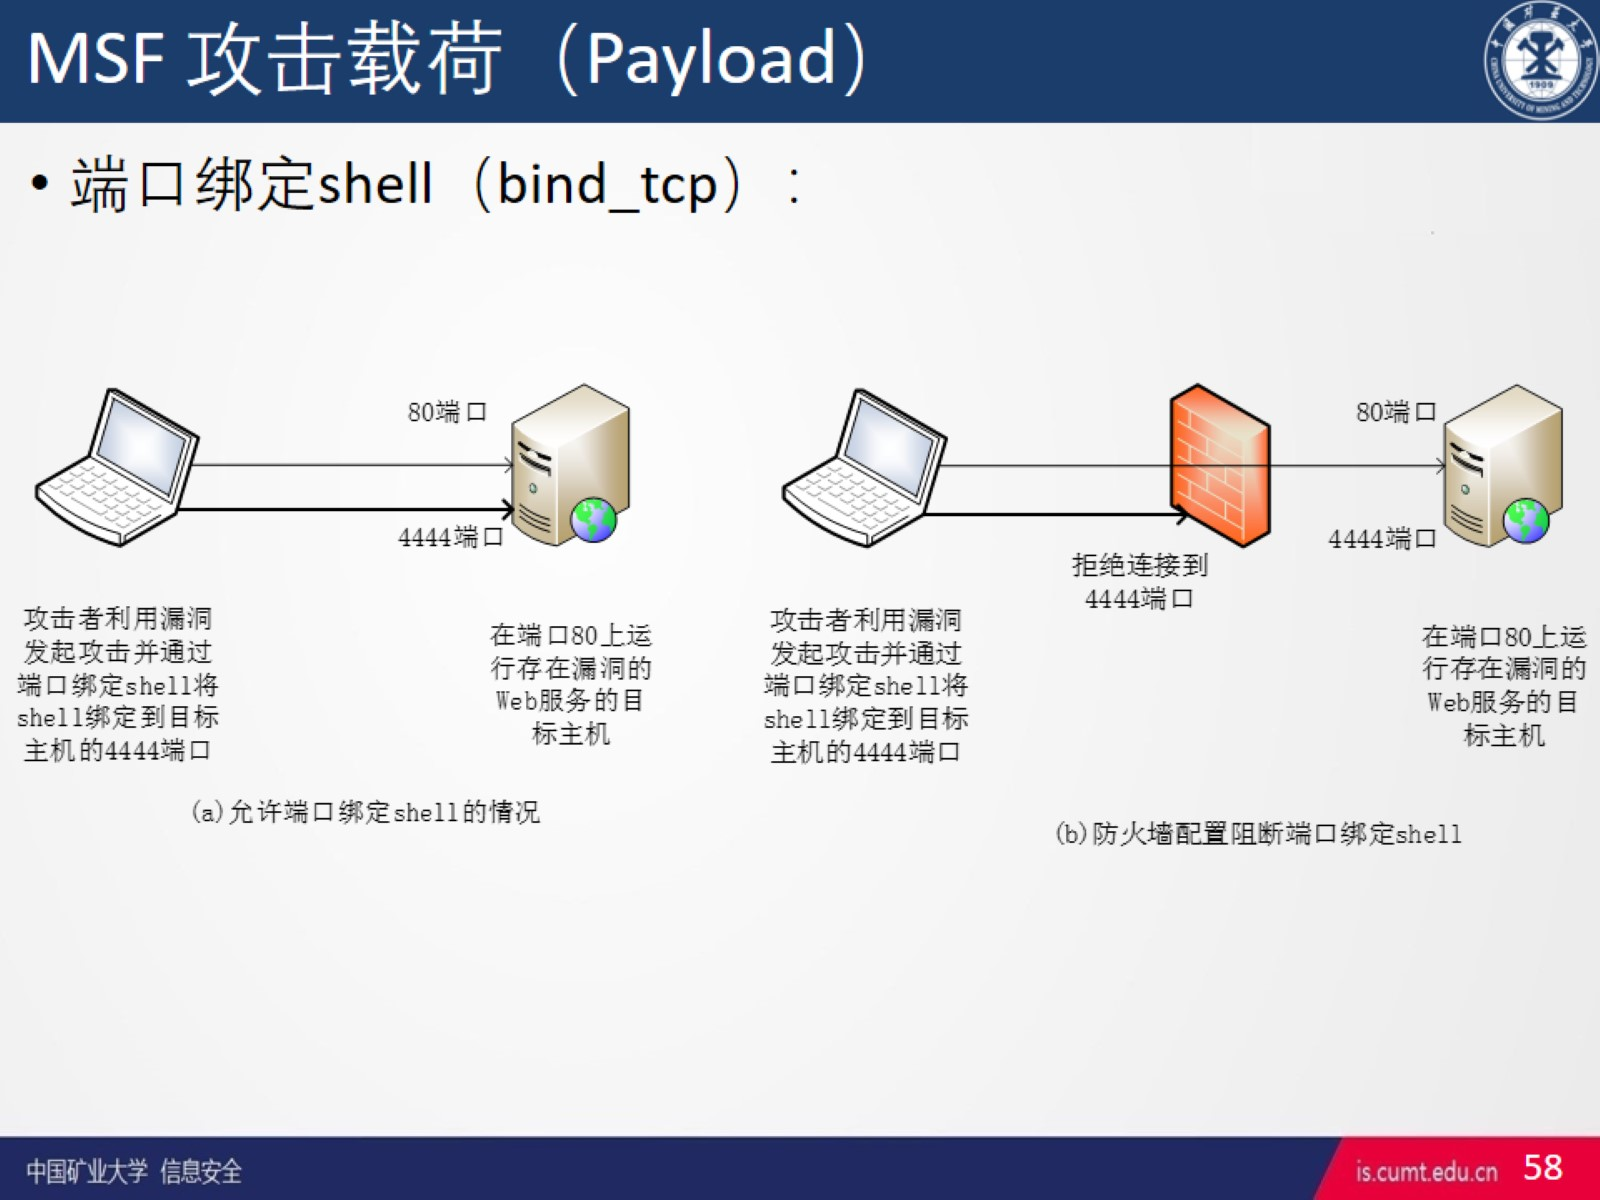 MSF 攻击载荷（Payload）
• 端口绑定shell（bind_tcp）：
80端口
4444端口
攻击者利用漏洞
发起攻击并通过
端口绑定shell将
shell绑定到目标
主机的4444端口
在端口80上运
行存在漏洞的
Web服务的目
标主机
(a)允许端口绑定shell的情况
80端口
4444端口
拒绝连接到
4444端口
攻击者利用漏洞
发起攻击并通过
端口绑定shell将
shell绑定到目标
主机的4444端口
在端口80上运
行存在漏洞的
Web服务的目
标主机
(b)防火墙配置阻断端口绑定shell
中国矿业大学 信息安全
is.cumt.edu.cn 58
1909
CHINA UNIVERSITY OF MINING AND TECHNOLOGY